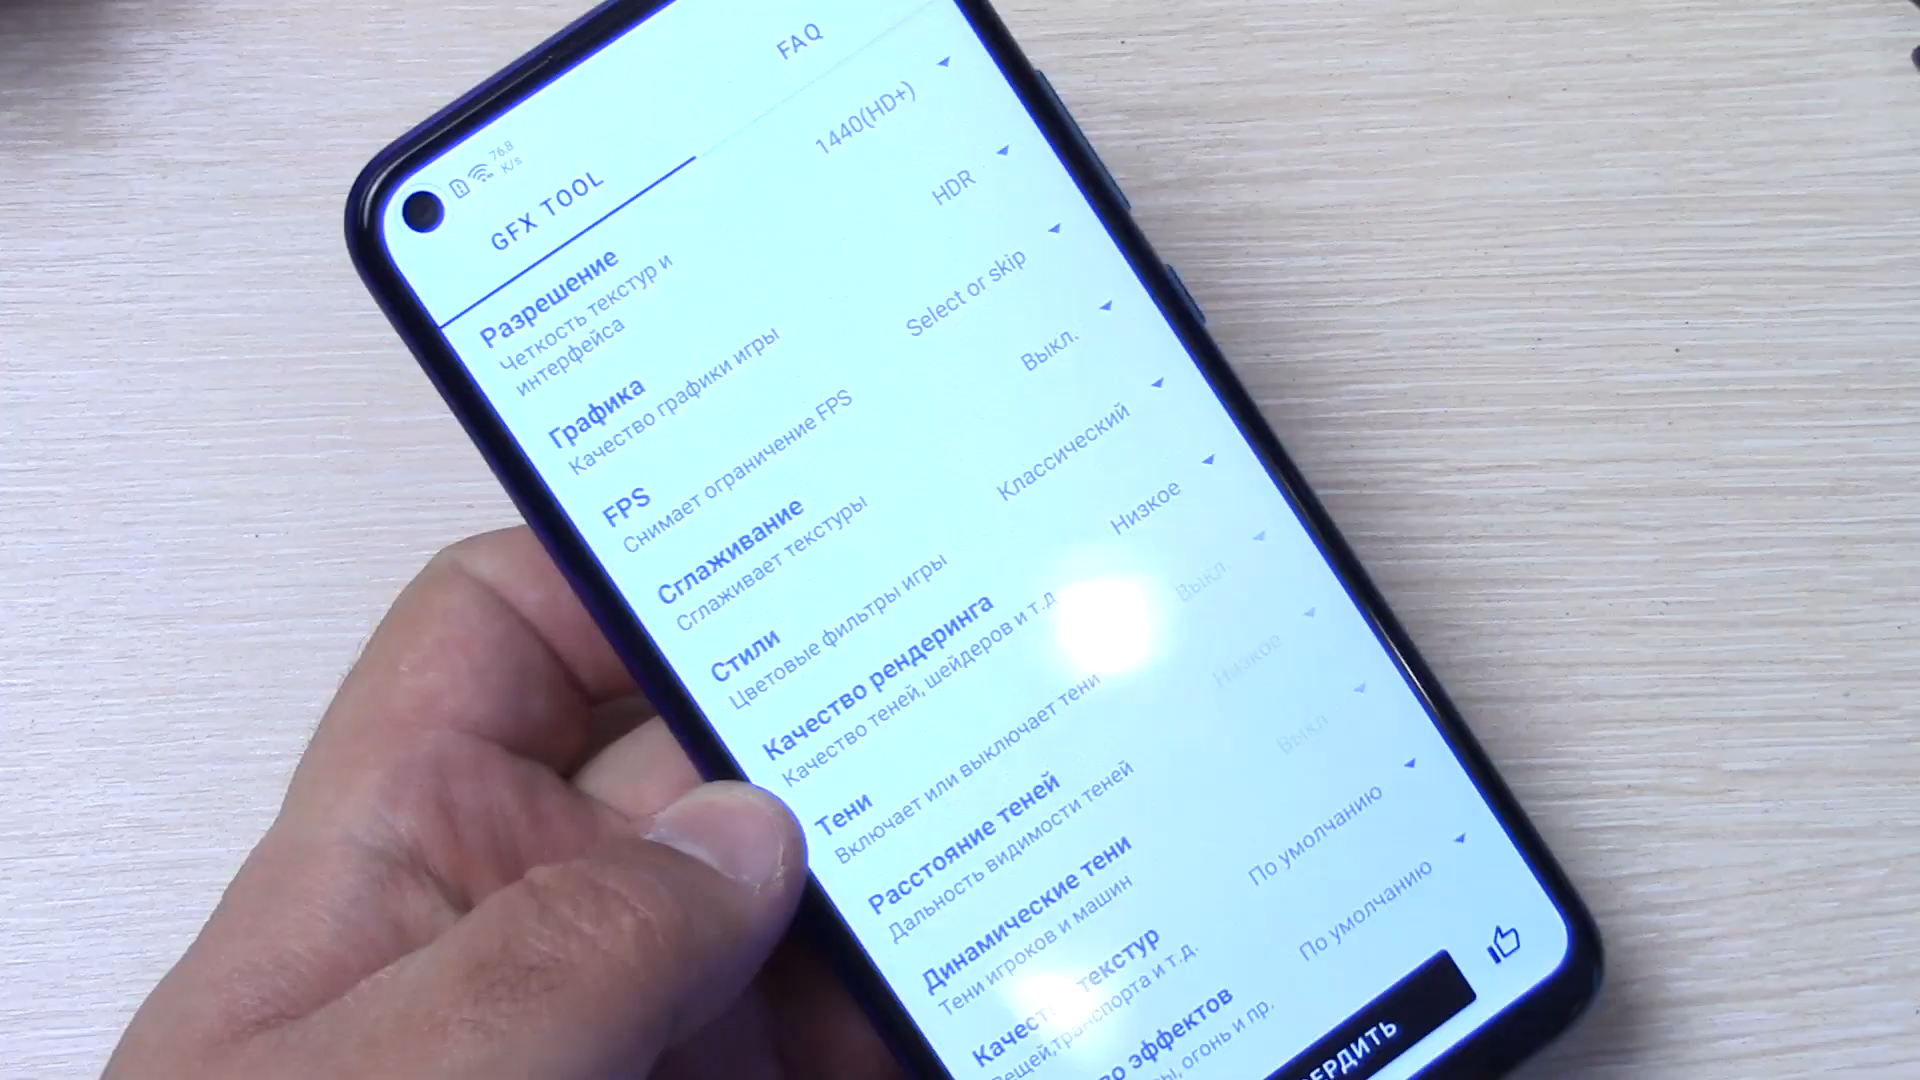 76.8
K/s
GFX TOOL
FAQ
Разрешение
Четкость текстур и
интерфейса
1440(HD+)
Графика
Качество графики игры
HDR
FPS
Снимает ограничение FPS
Select or skip
Сглаживание
Сглаживает текстуры
Выкл.
Стили
Цветовые фильтры игры
Классический
Качество рендеринга
Качество теней, шейдеров и т.д.
Низкое
Тени
Включает или выключает тени
Выкл.
Расстояние теней
Дальность видимости теней
Низкое
Динамические тени
Тени игроков и машин
Выкл.
текстур
и т.д.
По умолчанию
эффектов
огонь и пр.
По умолчанию